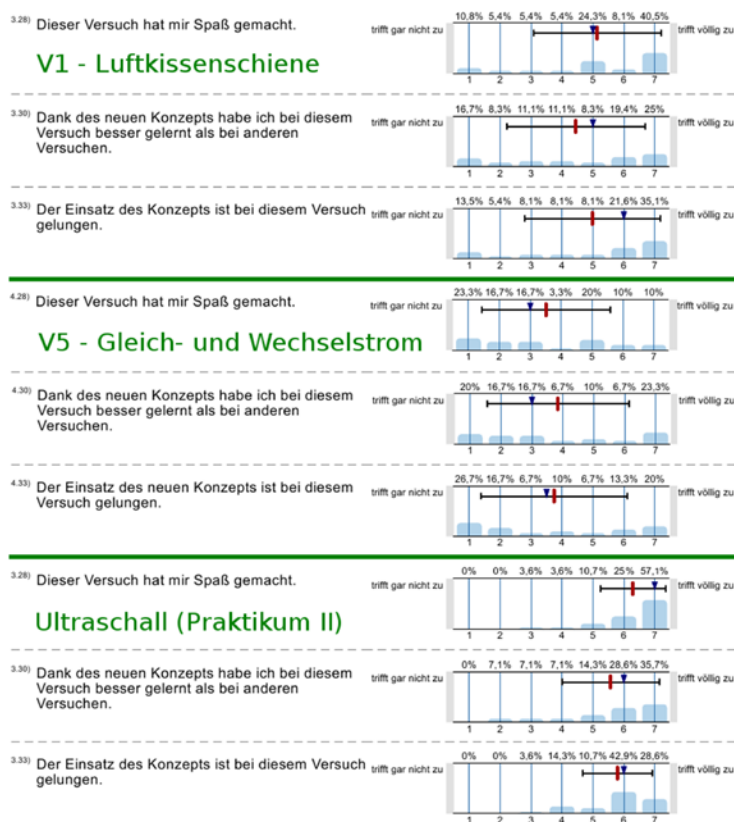 3.28) Dieser Versuch hat mir Spaß gemacht.
trifft gar nicht zu
10,8% 5,4% 5,4% 5,4% 24,3% 8,1% 40,5%
trifft völlig zu
1 2 3 4 5 6 7
V1 - Luftkissenschiene
3.30) Dank des neuen Konzepts habe ich bei diesem
Versuch besser gelernt als bei anderen
Versuchen.
trifft gar nicht zu
16,7% 8,3% 11,1% 11,1% 8,3% 19,4% 25%
trifft völlig zu
1 2 3 4 5 6 7
3.33) Der Einsatz des Konzepts ist bei diesem Versuch
gelungen.
trifft gar nicht zu
13,5% 5,4% 8,1% 8,1% 8,1% 21,6% 35,1%
trifft völlig zu
1 2 3 4 5 6 7
4.28) Dieser Versuch hat mir Spaß gemacht.
trifft gar nicht zu
23,3% 16,7% 16,7% 3,3% 20% 10% 10%
trifft völlig zu
1 2 3 4 5 6 7
V5 - Gleich- und Wechselstrom
4.30) Dank des neuen Konzepts habe ich bei diesem
Versuch besser gelernt als bei anderen
Versuchen.
trifft gar nicht zu
20% 16,7% 16,7% 6,7% 10% 6,7% 23,3%
trifft völlig zu
1 2 3 4 5 6 7
4.33) Der Einsatz des neuen Konzepts ist bei diesem
Versuch gelungen.
trifft gar nicht zu
26,7% 16,7% 6,7% 10% 6,7% 13,3% 20%
trifft völlig zu
1 2 3 4 5 6 7
3.28) Dieser Versuch hat mir Spaß gemacht.
trifft gar nicht zu
0% 0% 3,6% 3,6% 10,7% 25% 57,1%
trifft völlig zu
1 2 3 4 5 6 7
Ultraschall (Praktikum II)
3.30) Dank des neuen Konzepts habe ich bei diesem
Versuch besser gelernt als bei anderen
Versuchen.
trifft gar nicht zu
0% 7,1% 7,1% 7,1% 14,3% 28,6% 35,7%
trifft völlig zu
1 2 3 4 5 6 7
3.33) Der Einsatz des Konzepts ist bei diesem Versuch
gelungen.
trifft gar nicht zu
0% 0% 3,6% 14,3% 10,7% 42,9% 28,6%
trifft völlig zu
1 2 3 4 5 6 7